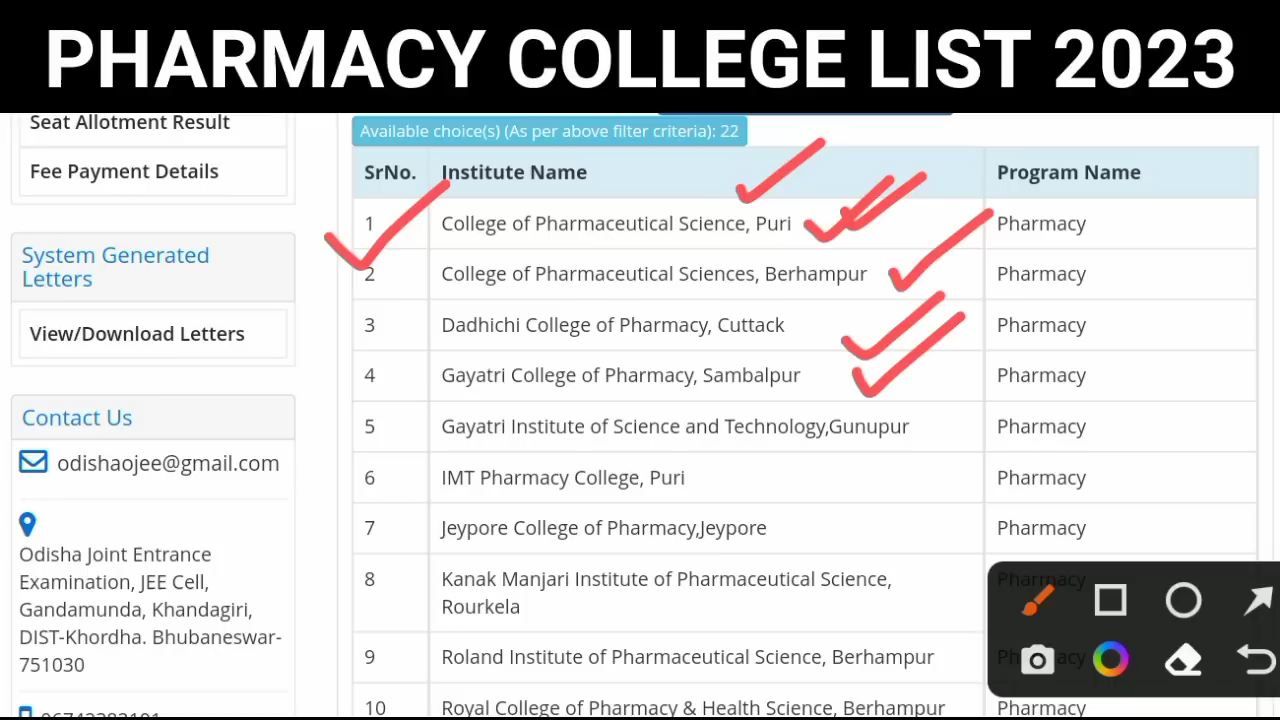 PHARMACY COLLEGE LIST 2023
Seat Allotment Result
Fee Payment Details
System Generated
Letters
View/Download Letters
Contact Us
odishaojee@gmail.com
Odisha Joint Entrance
Examination, JEE Cell,
Gandamunda, Khandagiri,
DIST-Khordha. Bhubaneswar-
751030
Available choice(s) (As per above filter criteria): 22
SrNo. Institute Name Program Name
1 College of Pharmaceutical Science, Puri Pharmacy
2 College of Pharmaceutical Sciences, Berhampur Pharmacy
3 Dadhichi College of Pharmacy, Cuttack Pharmacy
4 Gayatri College of Pharmacy, Sambalpur Pharmacy
5 Gayatri Institute of Science and Technology,Gunupur Pharmacy
6 IMT Pharmacy College, Puri Pharmacy
7 Jeypore College of Pharmacy,Jeypore Pharmacy
8 Kanak Manjari Institute of Pharmaceutical Science, Pharmacy
Rourkela
9 Roland Institute of Pharmaceutical Science, Berhampur Pharmacy
10 Royal College of Pharmacy & Health Science, Berhampur Pharmacy